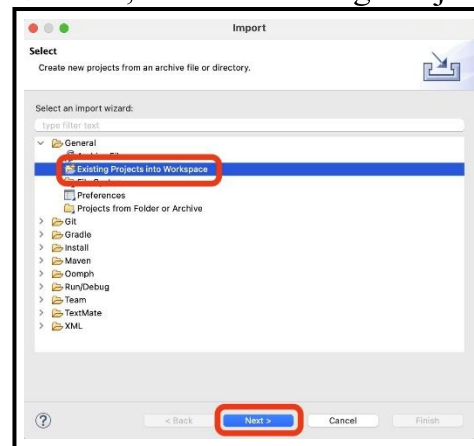 Import
Select
Create new projects from an archive file or directory.
Select an import wizard:
type filter text
General
Existing Projects into Workspace
Preferences
Projects from Folder or Archive
Git
Gradle
Install
Maven
Oomph
Run/Debug
Team
TextMate
XML
? < Back Next > Cancel Finish